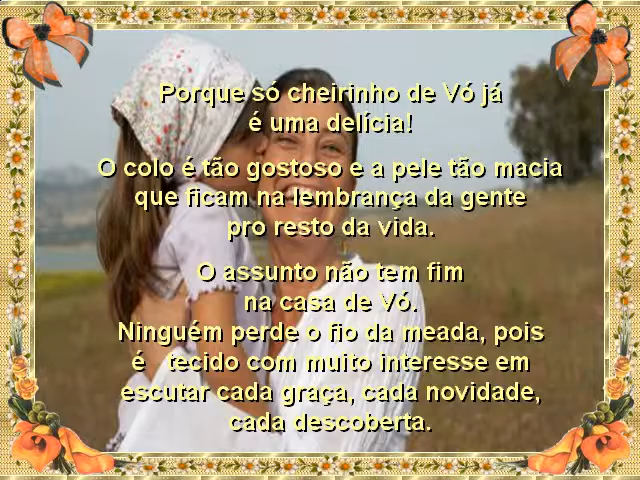 Porque só cheirinho de Vó já
é uma delícia!
O colo é tão gostoso e a pele tão macia
que ficam na lembrança da gente
pro resto da vida.
O assunto não tem fim
na casa de Vó.
Ninguém perde o fio da meada, pois
é tecido com muito interesse em
escutar cada graça, cada novidade,
cada descoberta.